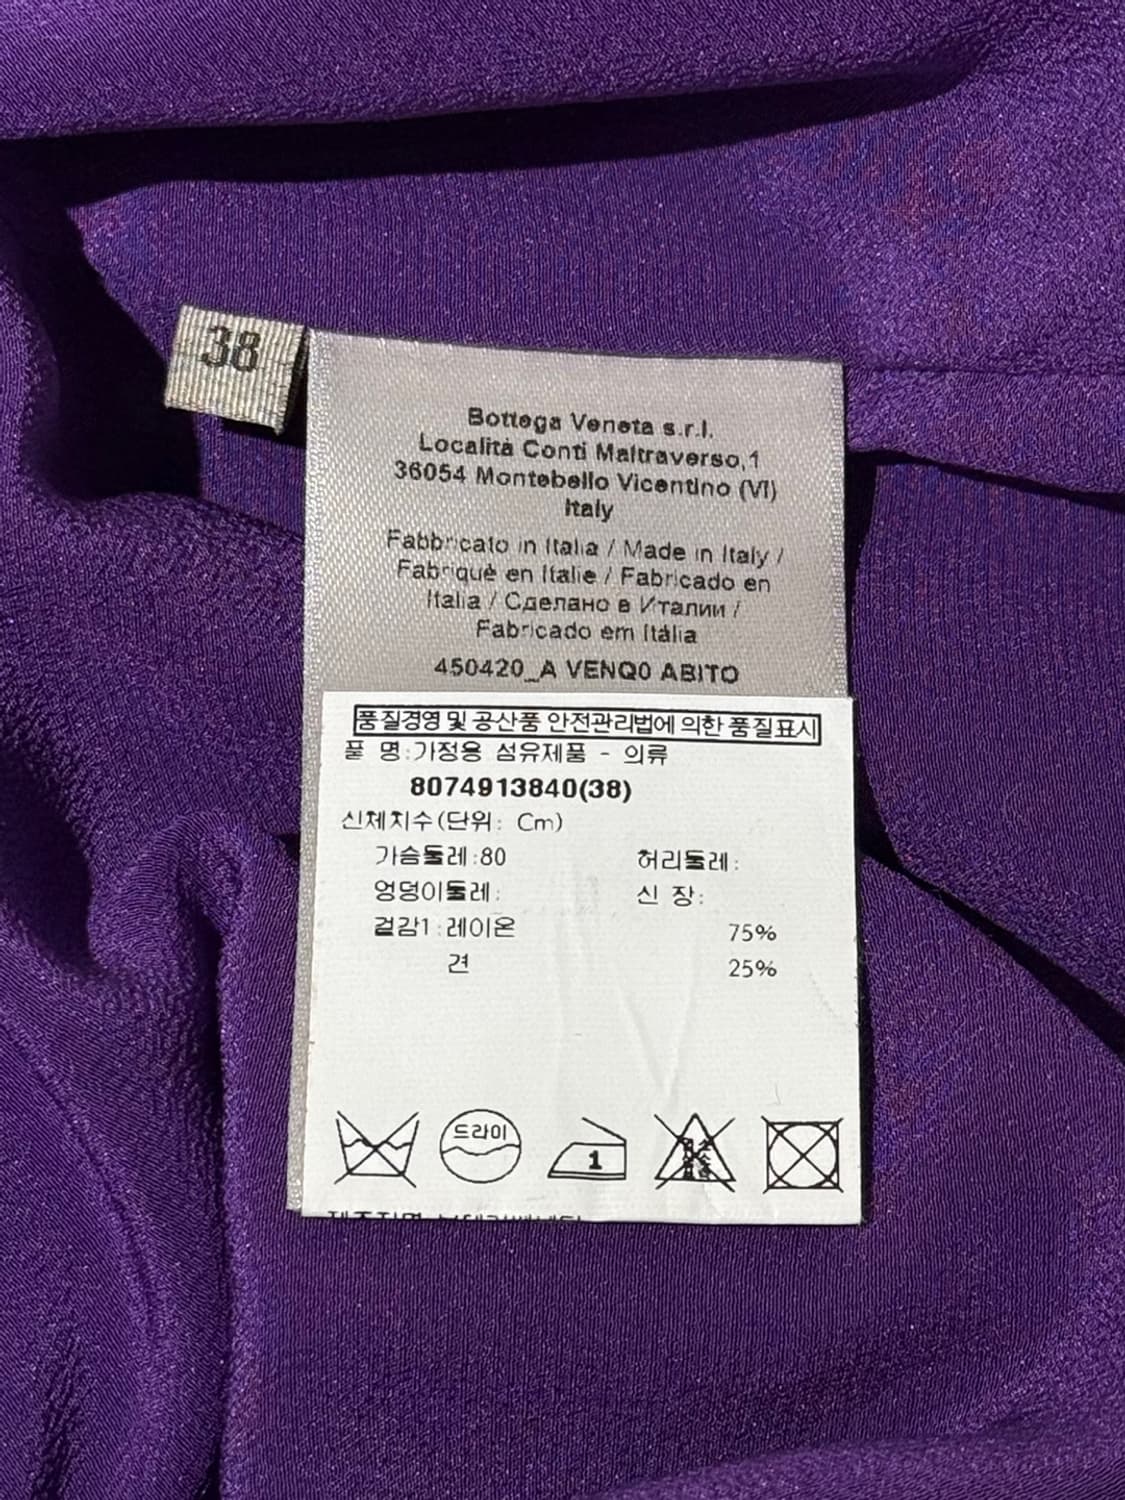 38
Bottega Veneta s.r.l.
Località Conti Maltraverso,1
36054 Montebello Vicentino (VI)
Italy
Fabbricato in Italia / Made in Italy /
Fabriqué en Italie / Fabricado en
Italia / Сделано в Италии /
Fabricado em Itália
450420_A VENQ0 ABITO
품질경영 및 공산품 안전관리법에 의한 품질표시
품 명:가정용 섬유제품 - 의류
8074913840(38)
신체치수(단위: Cm)
가슴둘레:80 허리둘레:
엉덩이둘레: 신 장:
겉감1:레이온 75%
견 25%
드라이
1